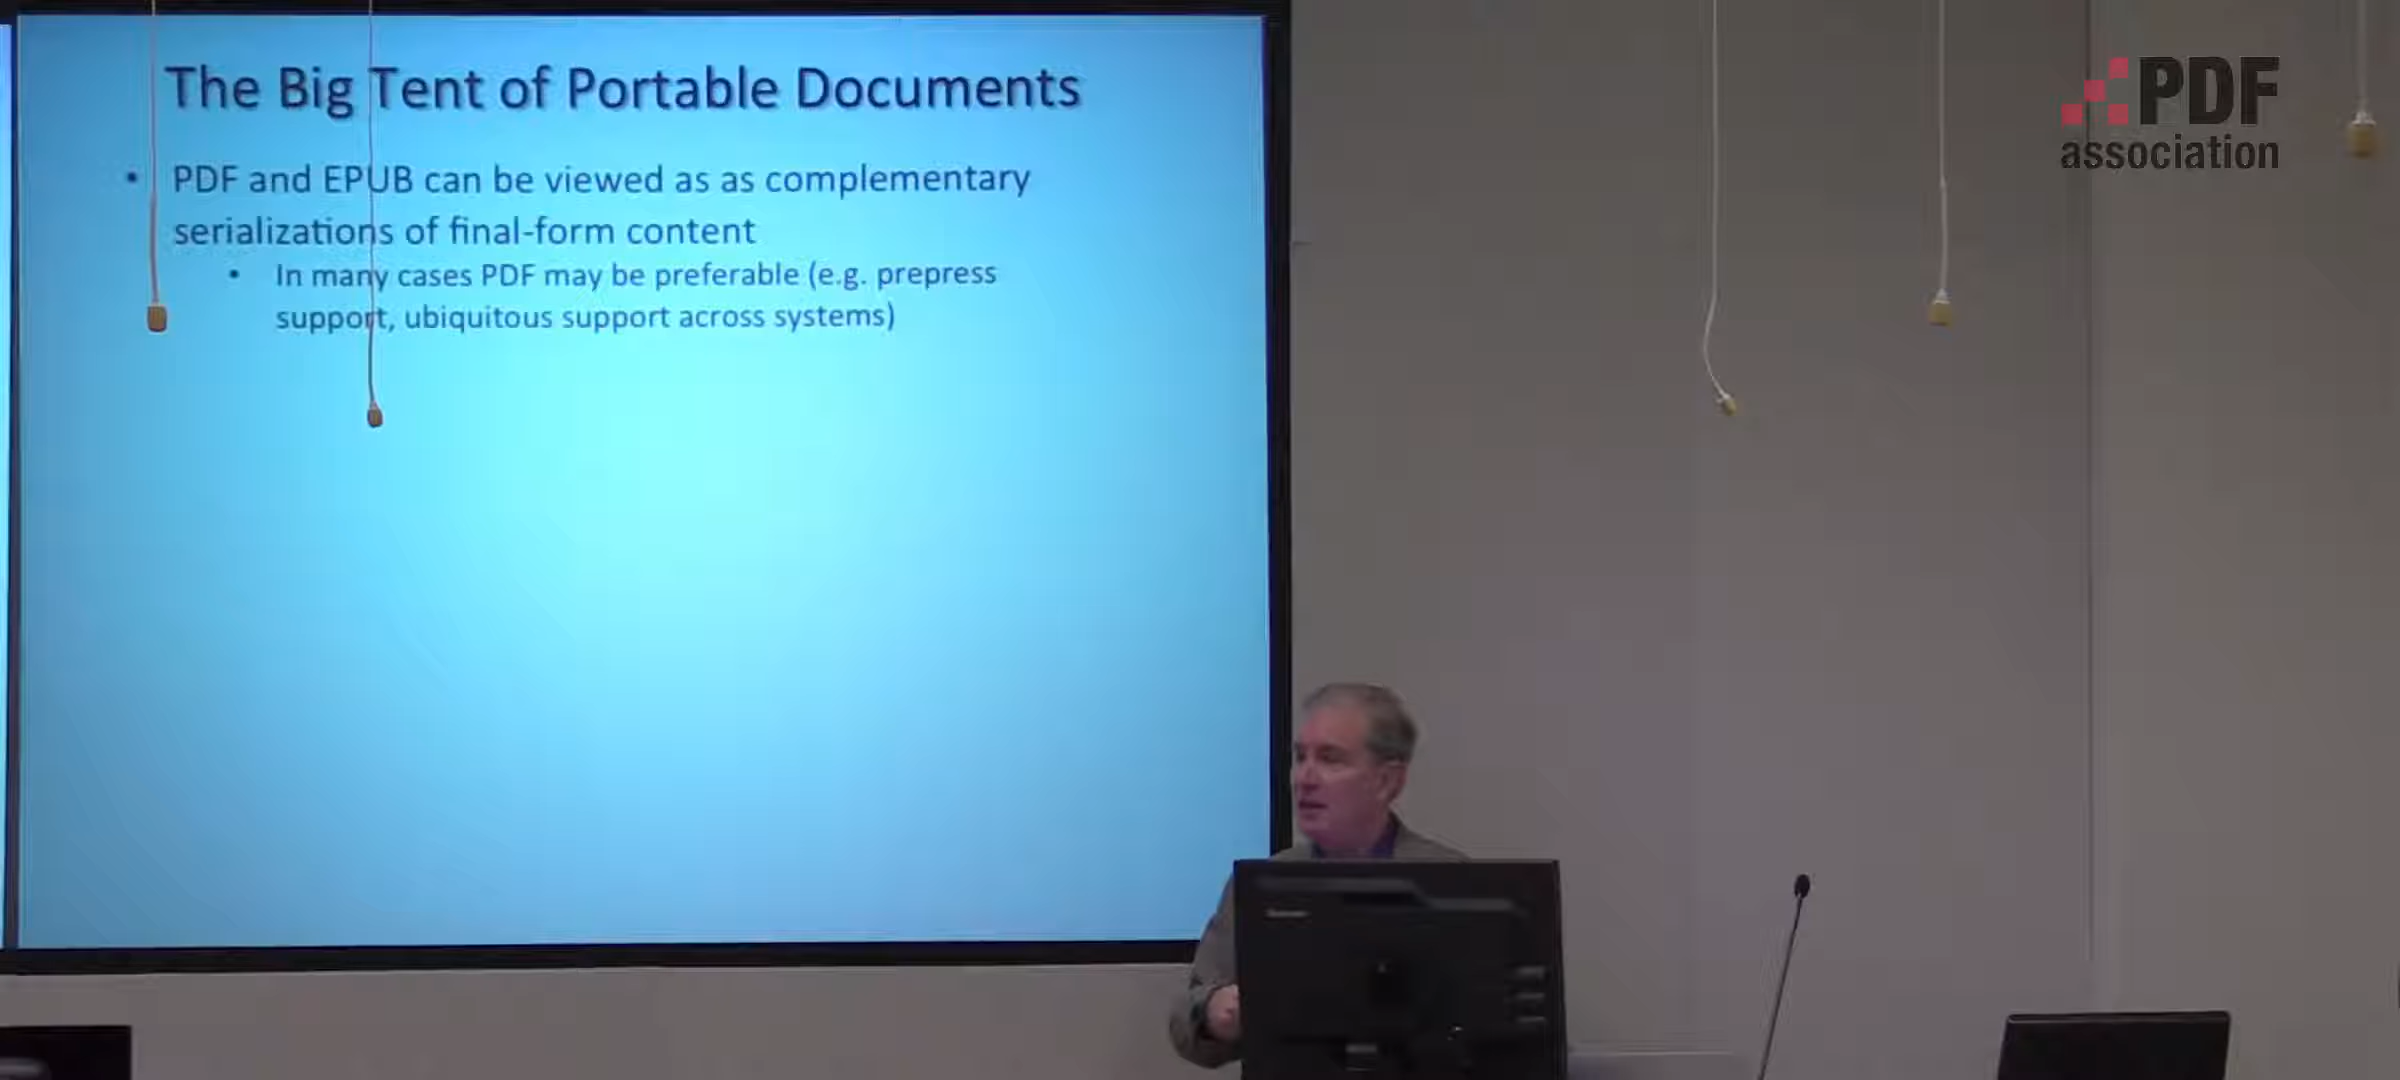 The Big Tent of Portable Documents
• PDF and EPUB can be viewed as as complementary
serializations of final-form content
• In many cases PDF may be preferable (e.g. prepress
support, ubiquitous support across systems)
PDF
association